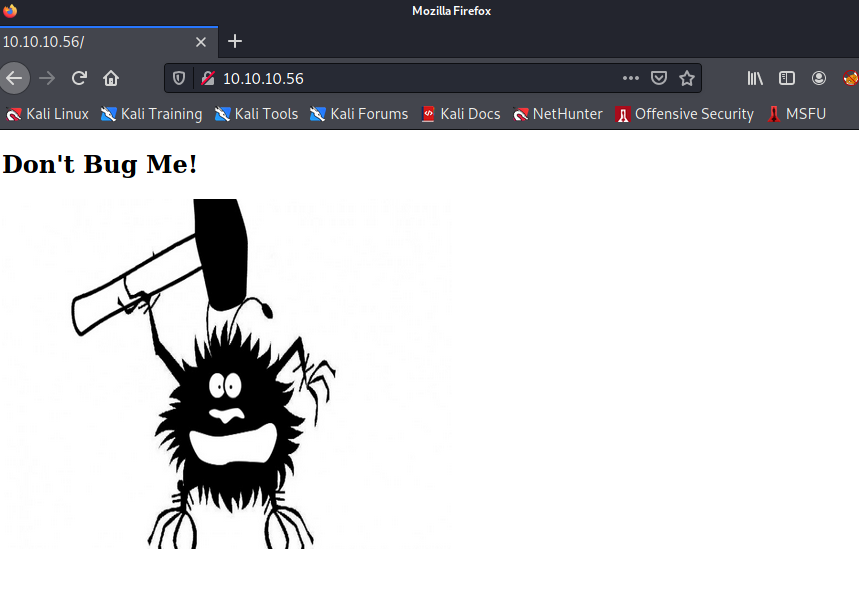 Mozilla Firefox
10.10.10.56/
10.10.10.56
Kali Linux Kali Training Kali Tools Kali Forums Kali Docs NetHunter Offensive Security MSFU
Don't Bug Me!